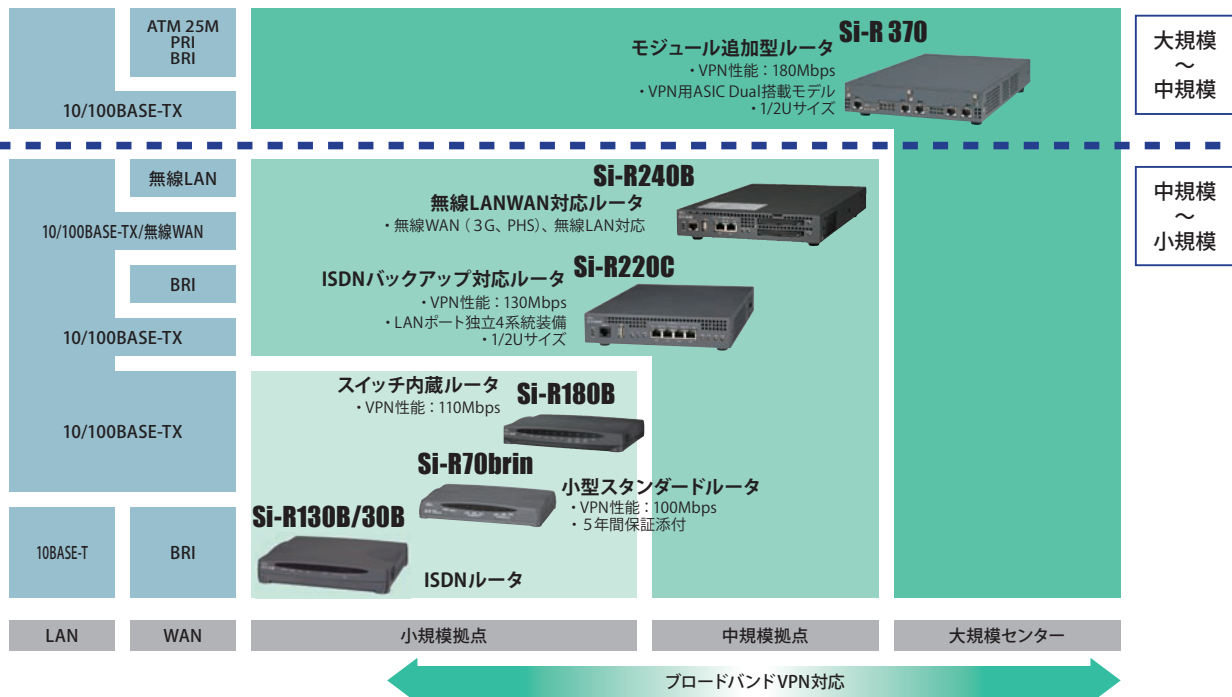 ATM 25M
PRI
BRI
10/100BASE-TX
Si-R 370
モジュール追加型ルータ
・VPN性能：180Mbps
・VPN用ASIC Dual搭載モデル
・1/2Uサイズ
大規模
～
中規模
無線LAN
10/100BASE-TX/無線WAN
BRI
10/100BASE-TX
Si-R240B
無線LANWAN対応ルータ
・無線WAN（3G、PHS）、無線LAN対応
Si-R220C
ISDNバックアップ対応ルータ
・VPN性能：130Mbps
・LANポート独立4系統装備
・1/2Uサイズ
中規模
～
小規模
10/100BASE-TX
スイッチ内蔵ルータ
・VPN性能：110Mbps
Si-R180B
Si-R70brin
小型スタンダードルータ
・VPN性能：100Mbps
・５年間保証添付
10BASE-T
BRI
Si-R130B/30B
ISDNルータ
LAN
WAN
小規模拠点
中規模拠点
大規模センター
ブロードバンドVPN対応